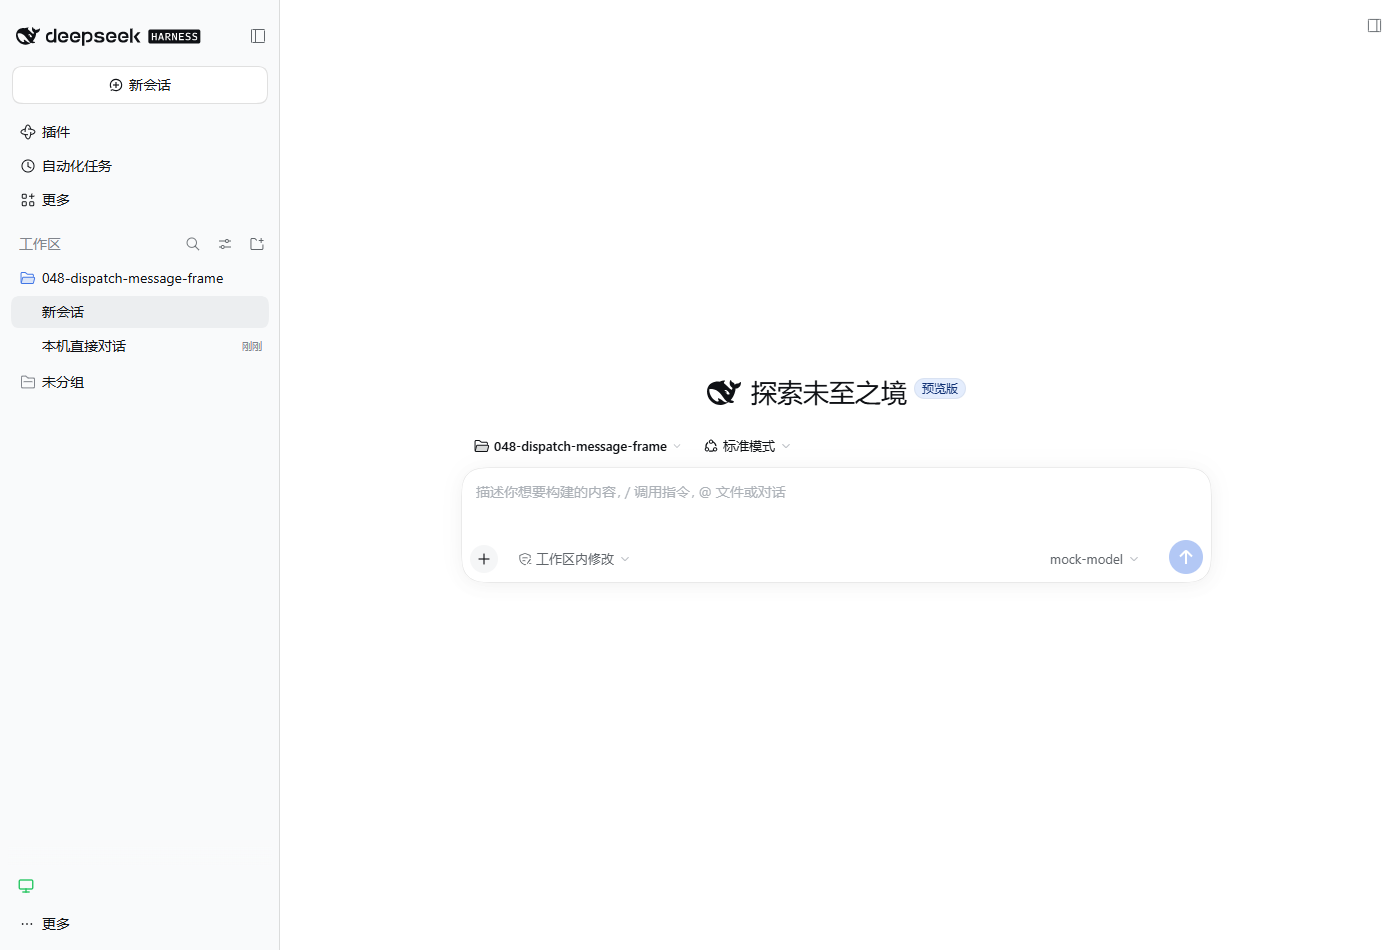 deepseek HARNESS
新会话
插件
自动化任务
更多
工作区
048-dispatch-message-frame
新会话
本机直接对话 刚刚
未分组
更多
探索未至之境 预览版
048-dispatch-message-frame 标准模式
描述你想要构建的内容, / 调用指令, @ 文件或对话
工作区内修改 mock-model